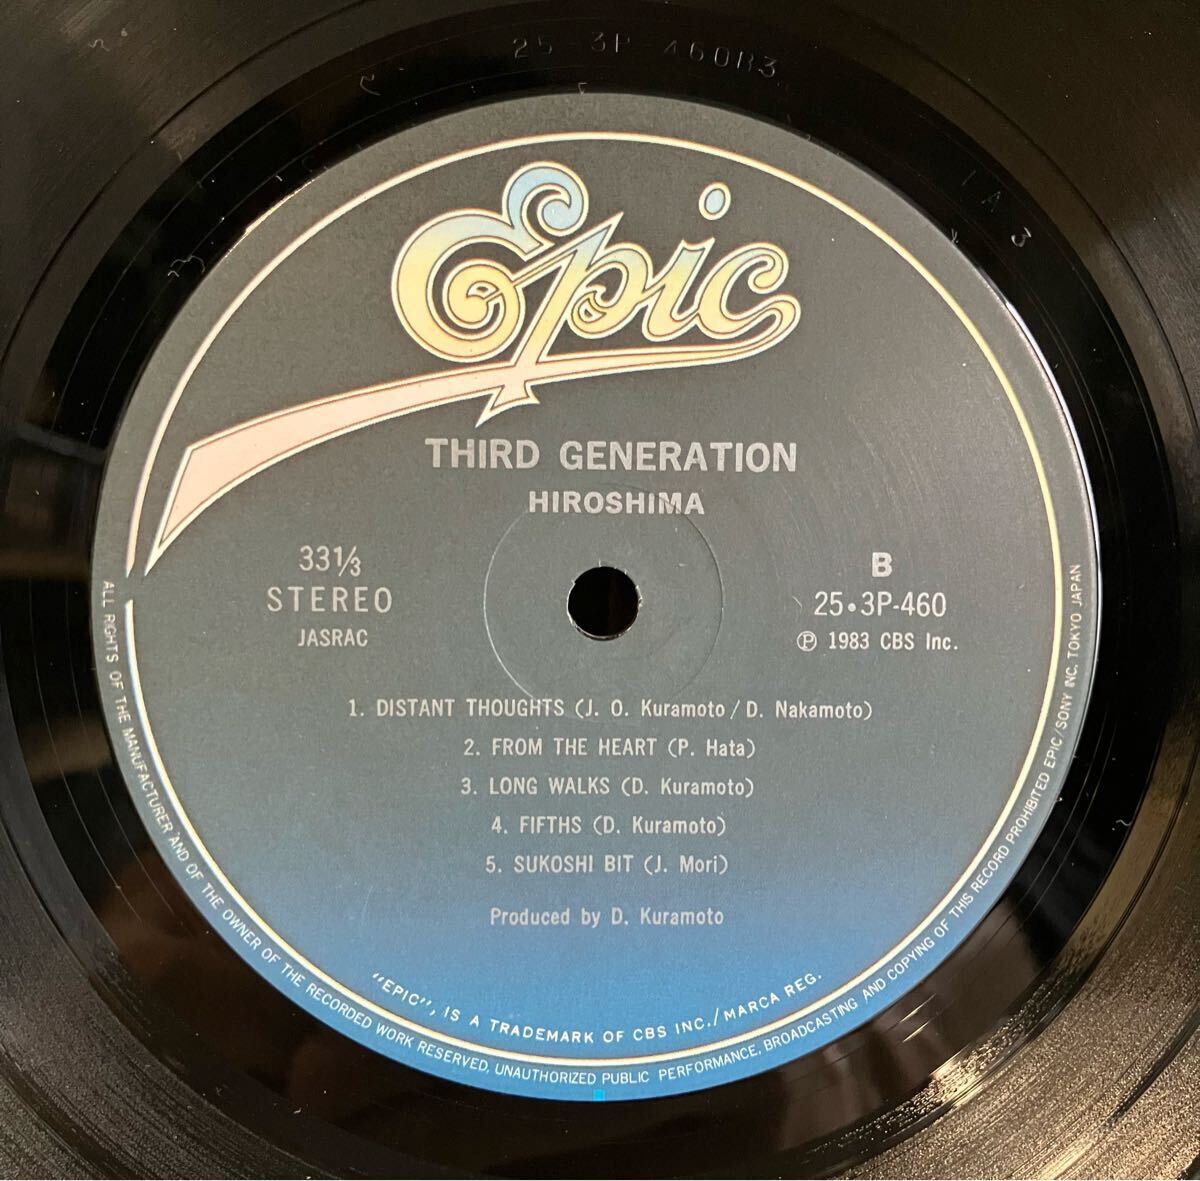 25 3P 460B3
1 A 3
Epic
THIRD GENERATION
HIROSHIMA
33⅓
STEREO
JASRAC
B
25・3P-460
Ⓟ 1983 CBS Inc.
1. DISTANT THOUGHTS (J. O. Kuramoto / D. Nakamoto)
2. FROM THE HEART (P. Hata)
3. LONG WALKS (D. Kuramoto)
4. FIFTHS (D. Kuramoto)
5. SUKOSHI BIT (J. Mori)
Produced by D. Kuramoto
"EPIC", IS A TRADEMARK OF CBS INC./MARCA REG.
ALL RIGHTS OF THE MANUFACTURER AND OF THE OWNER OF THE RECORDED WORK RESERVED, UNAUTHORIZED PUBLIC PERFORMANCE, BROADCASTING AND COPYING OF THIS RECORD PROHIBITED EPIC/SONY INC. TOKYO JAPAN